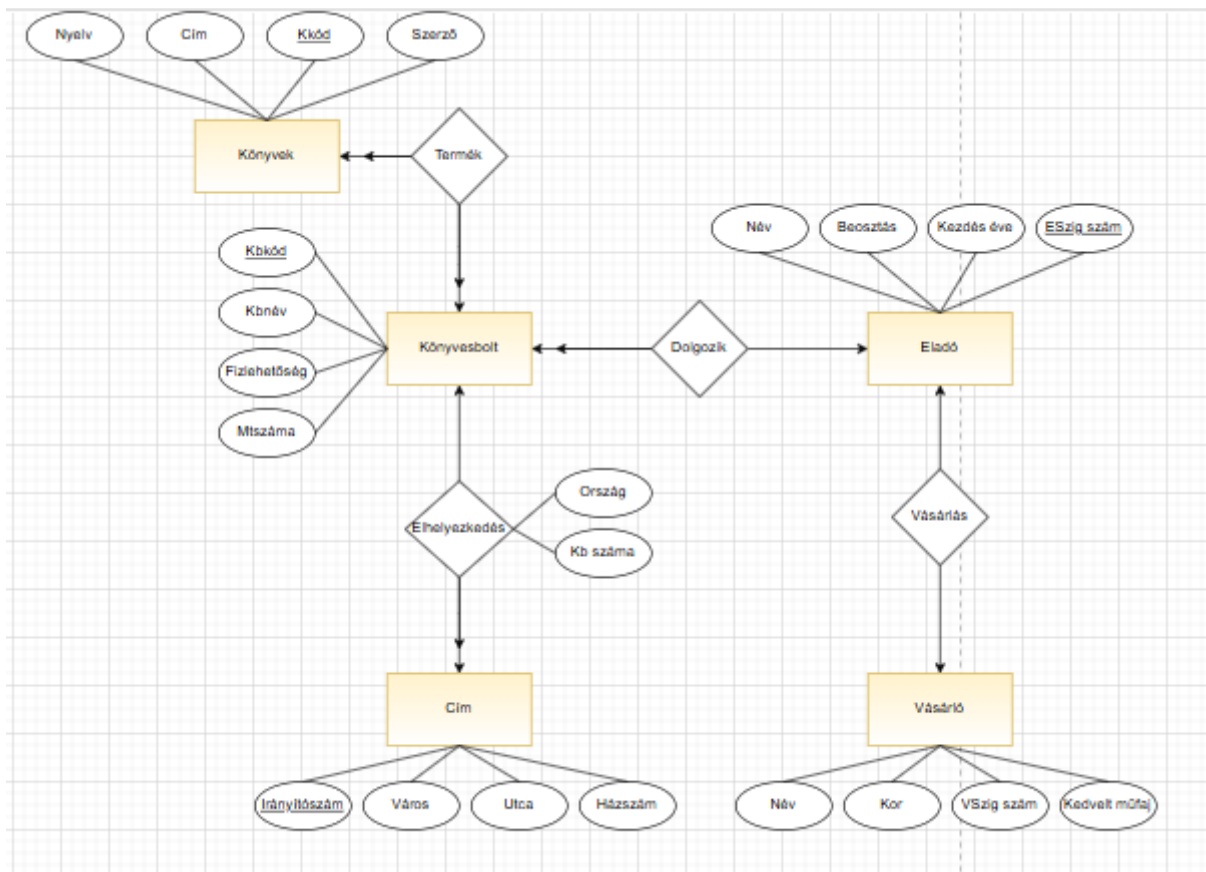 Nyelv
Cím
Kkód
Szerző
Könyvek
Termék
Kbkód
Kbnév
Fizlehetőség
Mtszáma
Könyvesbolt
Dolgozik
Név
Beosztás
Kezdés éve
ESzig szám
Eladó
Elhelyezkedés
Ország
Kb száma
Vásárlás
Cím
Irányítószám
Város
Utca
Házszám
Vásárló
Név
Kor
VSzig szám
Kedvelt műfaj